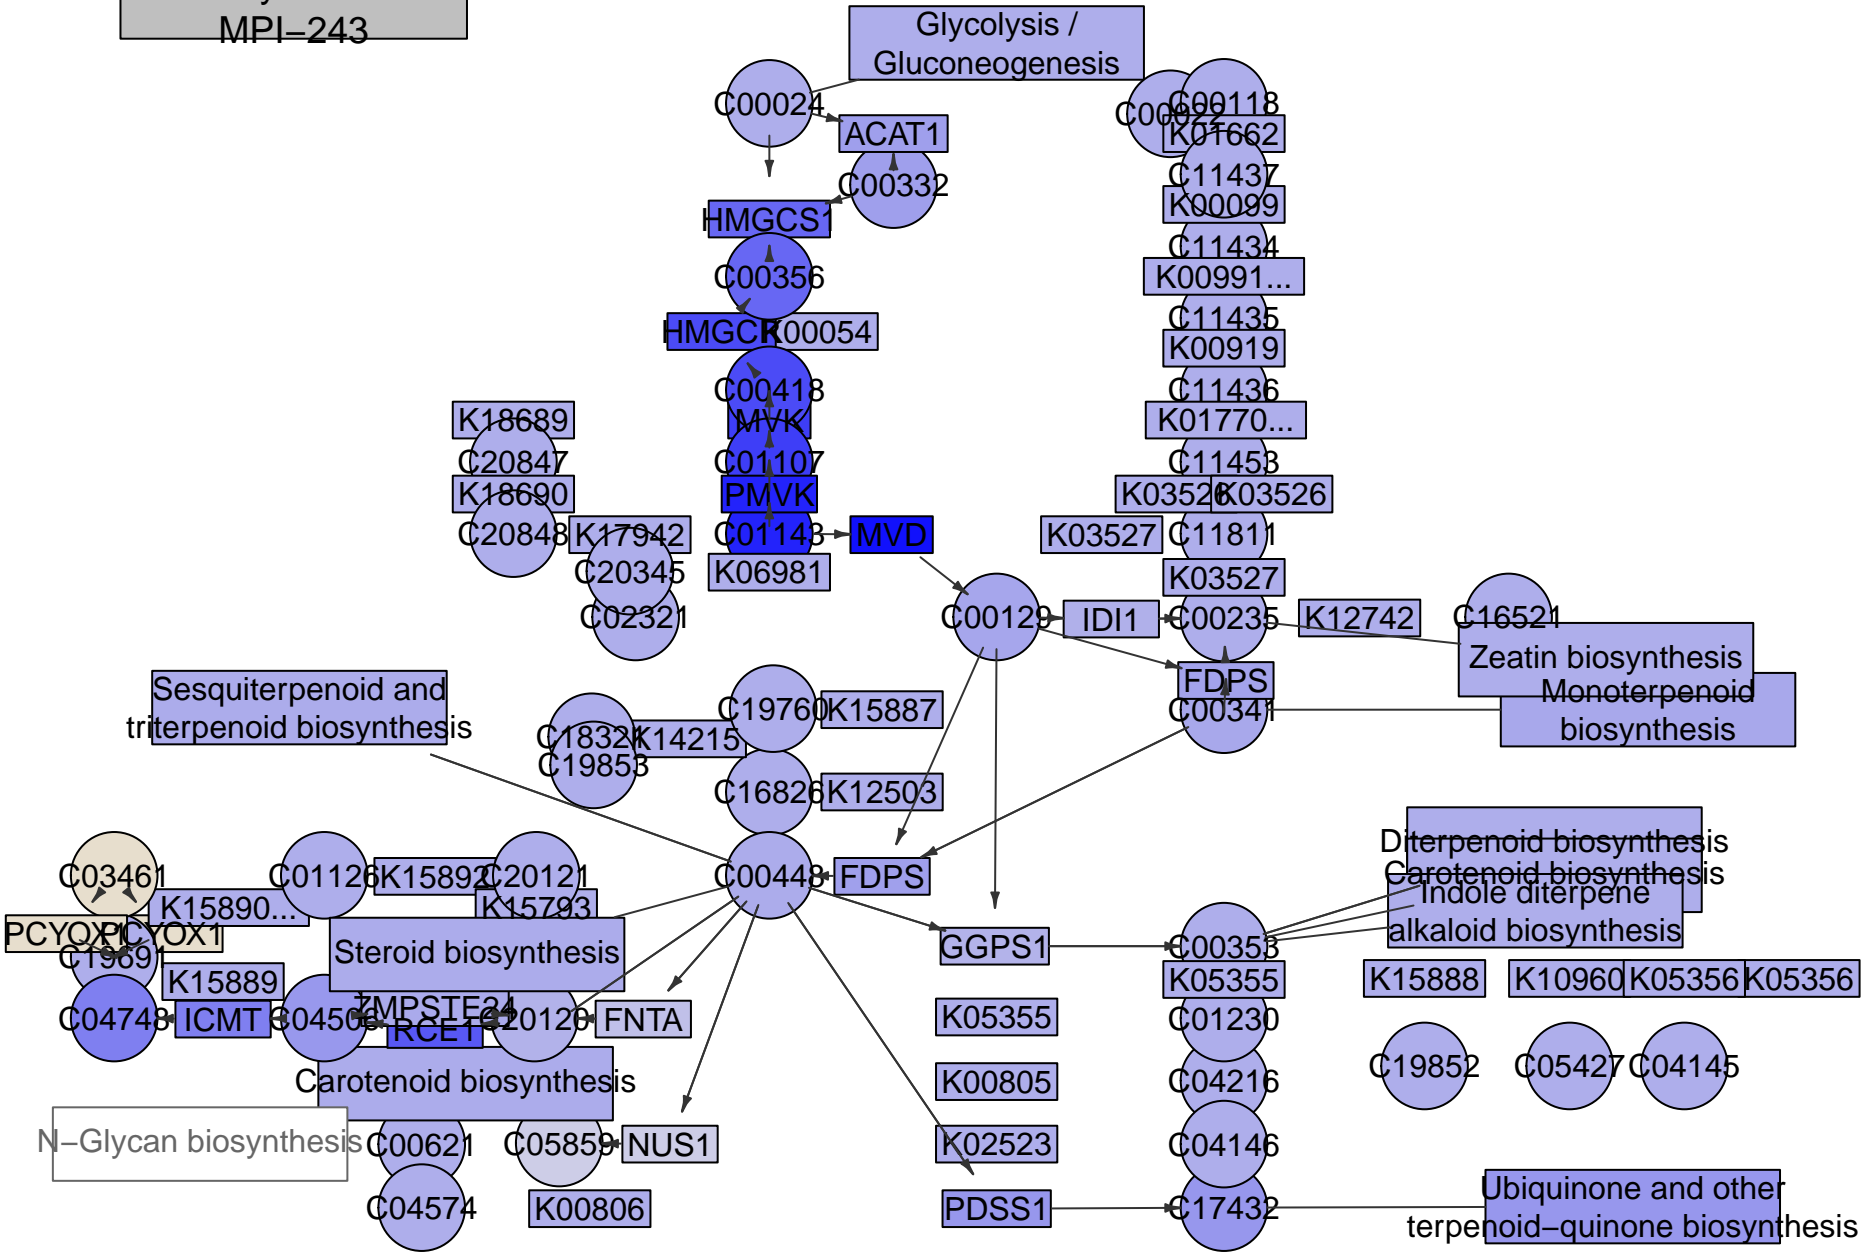 MPI−243
Glycolysis /
Gluconeogenesis
C00024
C00118
C00022
ACAT1
K01662
C00332
C11437
K00099
HMGCS1
C11434
C00356
K00991...
C11435
HMGCR
K00054
K00919
C00418
C11436
K18689
MVK
K01770...
C20847
C01107
C11453
K18690
PMVK
K03526
K03526
C20848
K17942
C01143
MVD
K03527
C11811
C20345
K06981
K03527
C02321
C00129
IDI1
C00235
K12742
C16521
Zeatin biosynthesis
FDPS
Sesquiterpenoid and
triterpenoid biosynthesis
Monoterpenoid
biosynthesis
C19760
K15887
C00341
C18324
K14215
C19853
C16826
K12503
Diterpenoid biosynthesis
Carotenoid biosynthesis
Indole diterpene
alkaloid biosynthesis
C03461
C01126
K15892
C20121
C00448
FDPS
K15890...
K15793
PCYOX1
PCYOX1
C19691
Steroid biosynthesis
GGPS1
C00353
K15889
K05355
K15888
K10960
K05356
K05356
C04748
ICMT
C04506
ZMPSTE24
RCE1
C20120
FNTA
K05355
C01230
C19852
C05427
C04145
Carotenoid biosynthesis
K00805
C04216
N−Glycan biosynthesis
C00621
C05859
NUS1
K02523
C04146
C04574
K00806
PDSS1
C17432
Ubiquinone and other
terpenoid−quinone biosynthesis